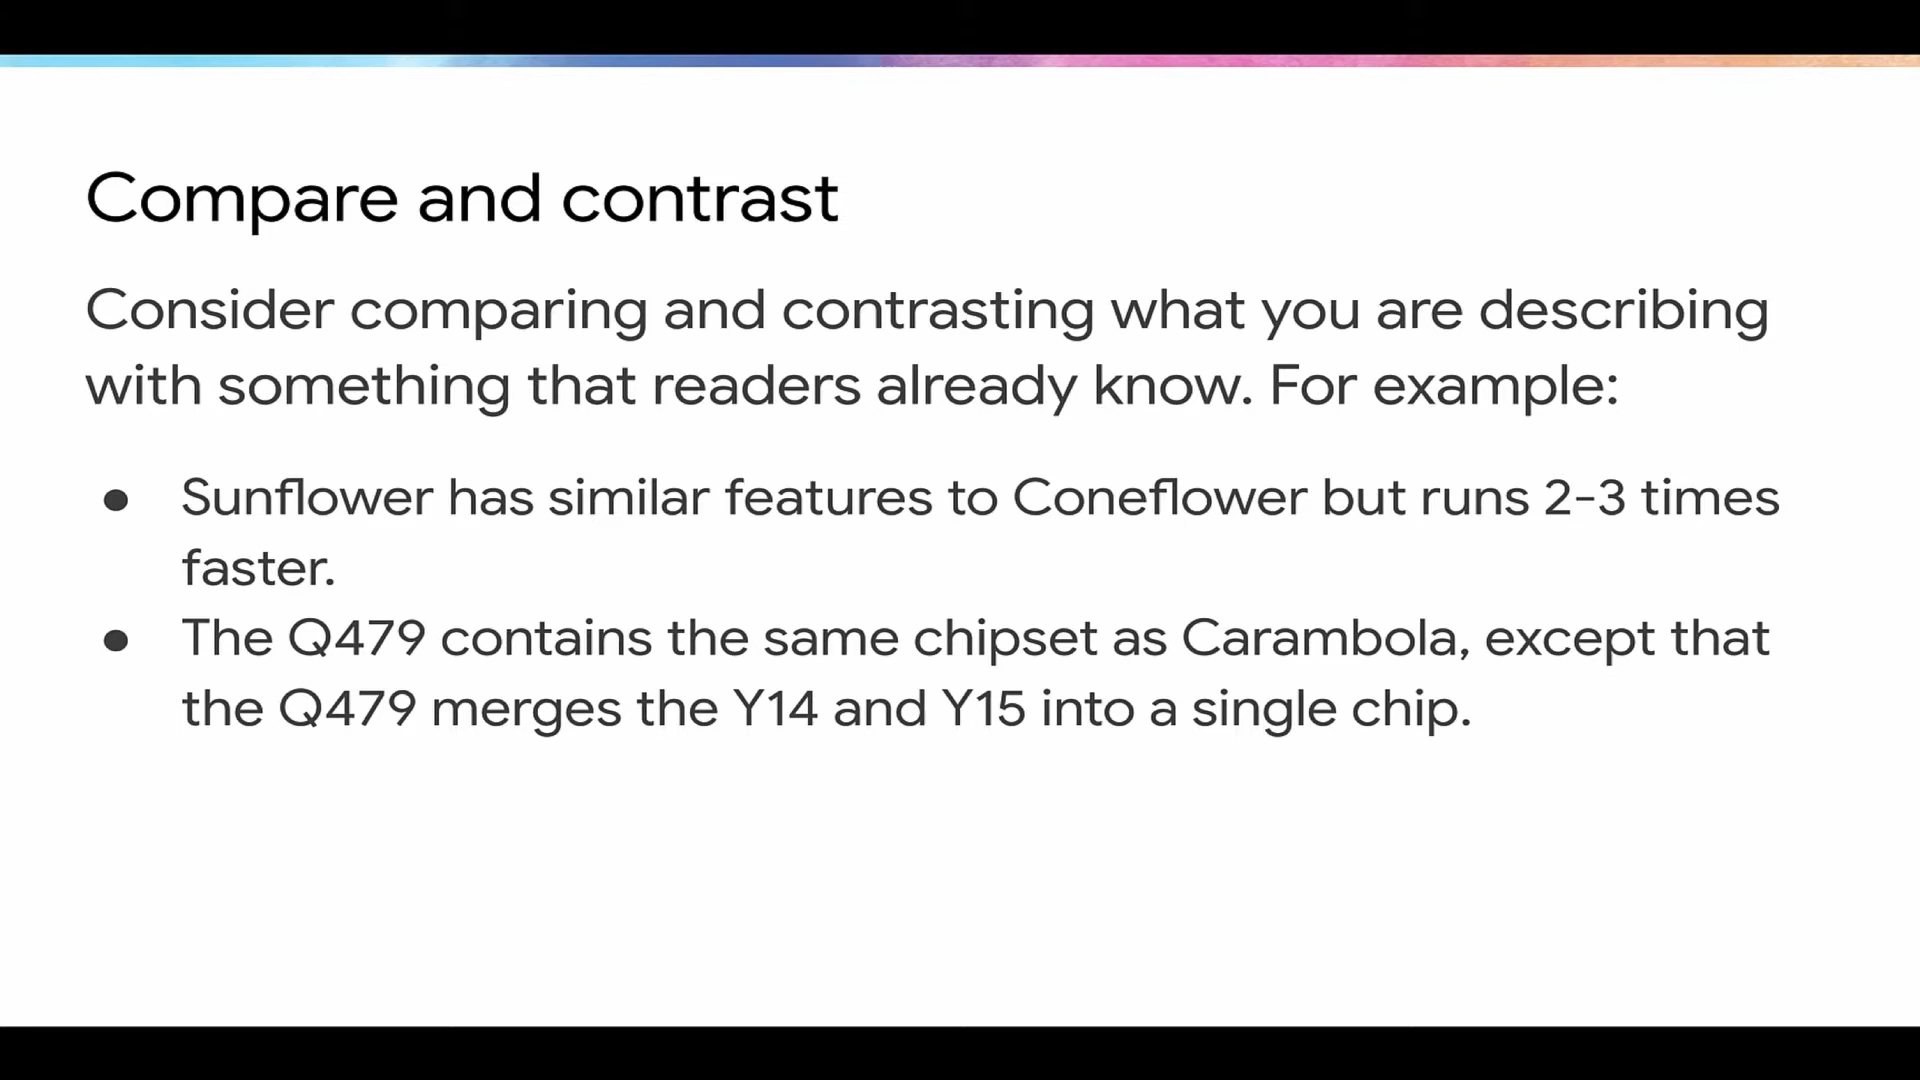 Compare and contrast
Consider comparing and contrasting what you are describing
with something that readers already know. For example:
● Sunflower has similar features to Coneflower but runs 2-3 times
faster.
● The Q479 contains the same chipset as Carambola, except that
the Q479 merges the Y14 and Y15 into a single chip.